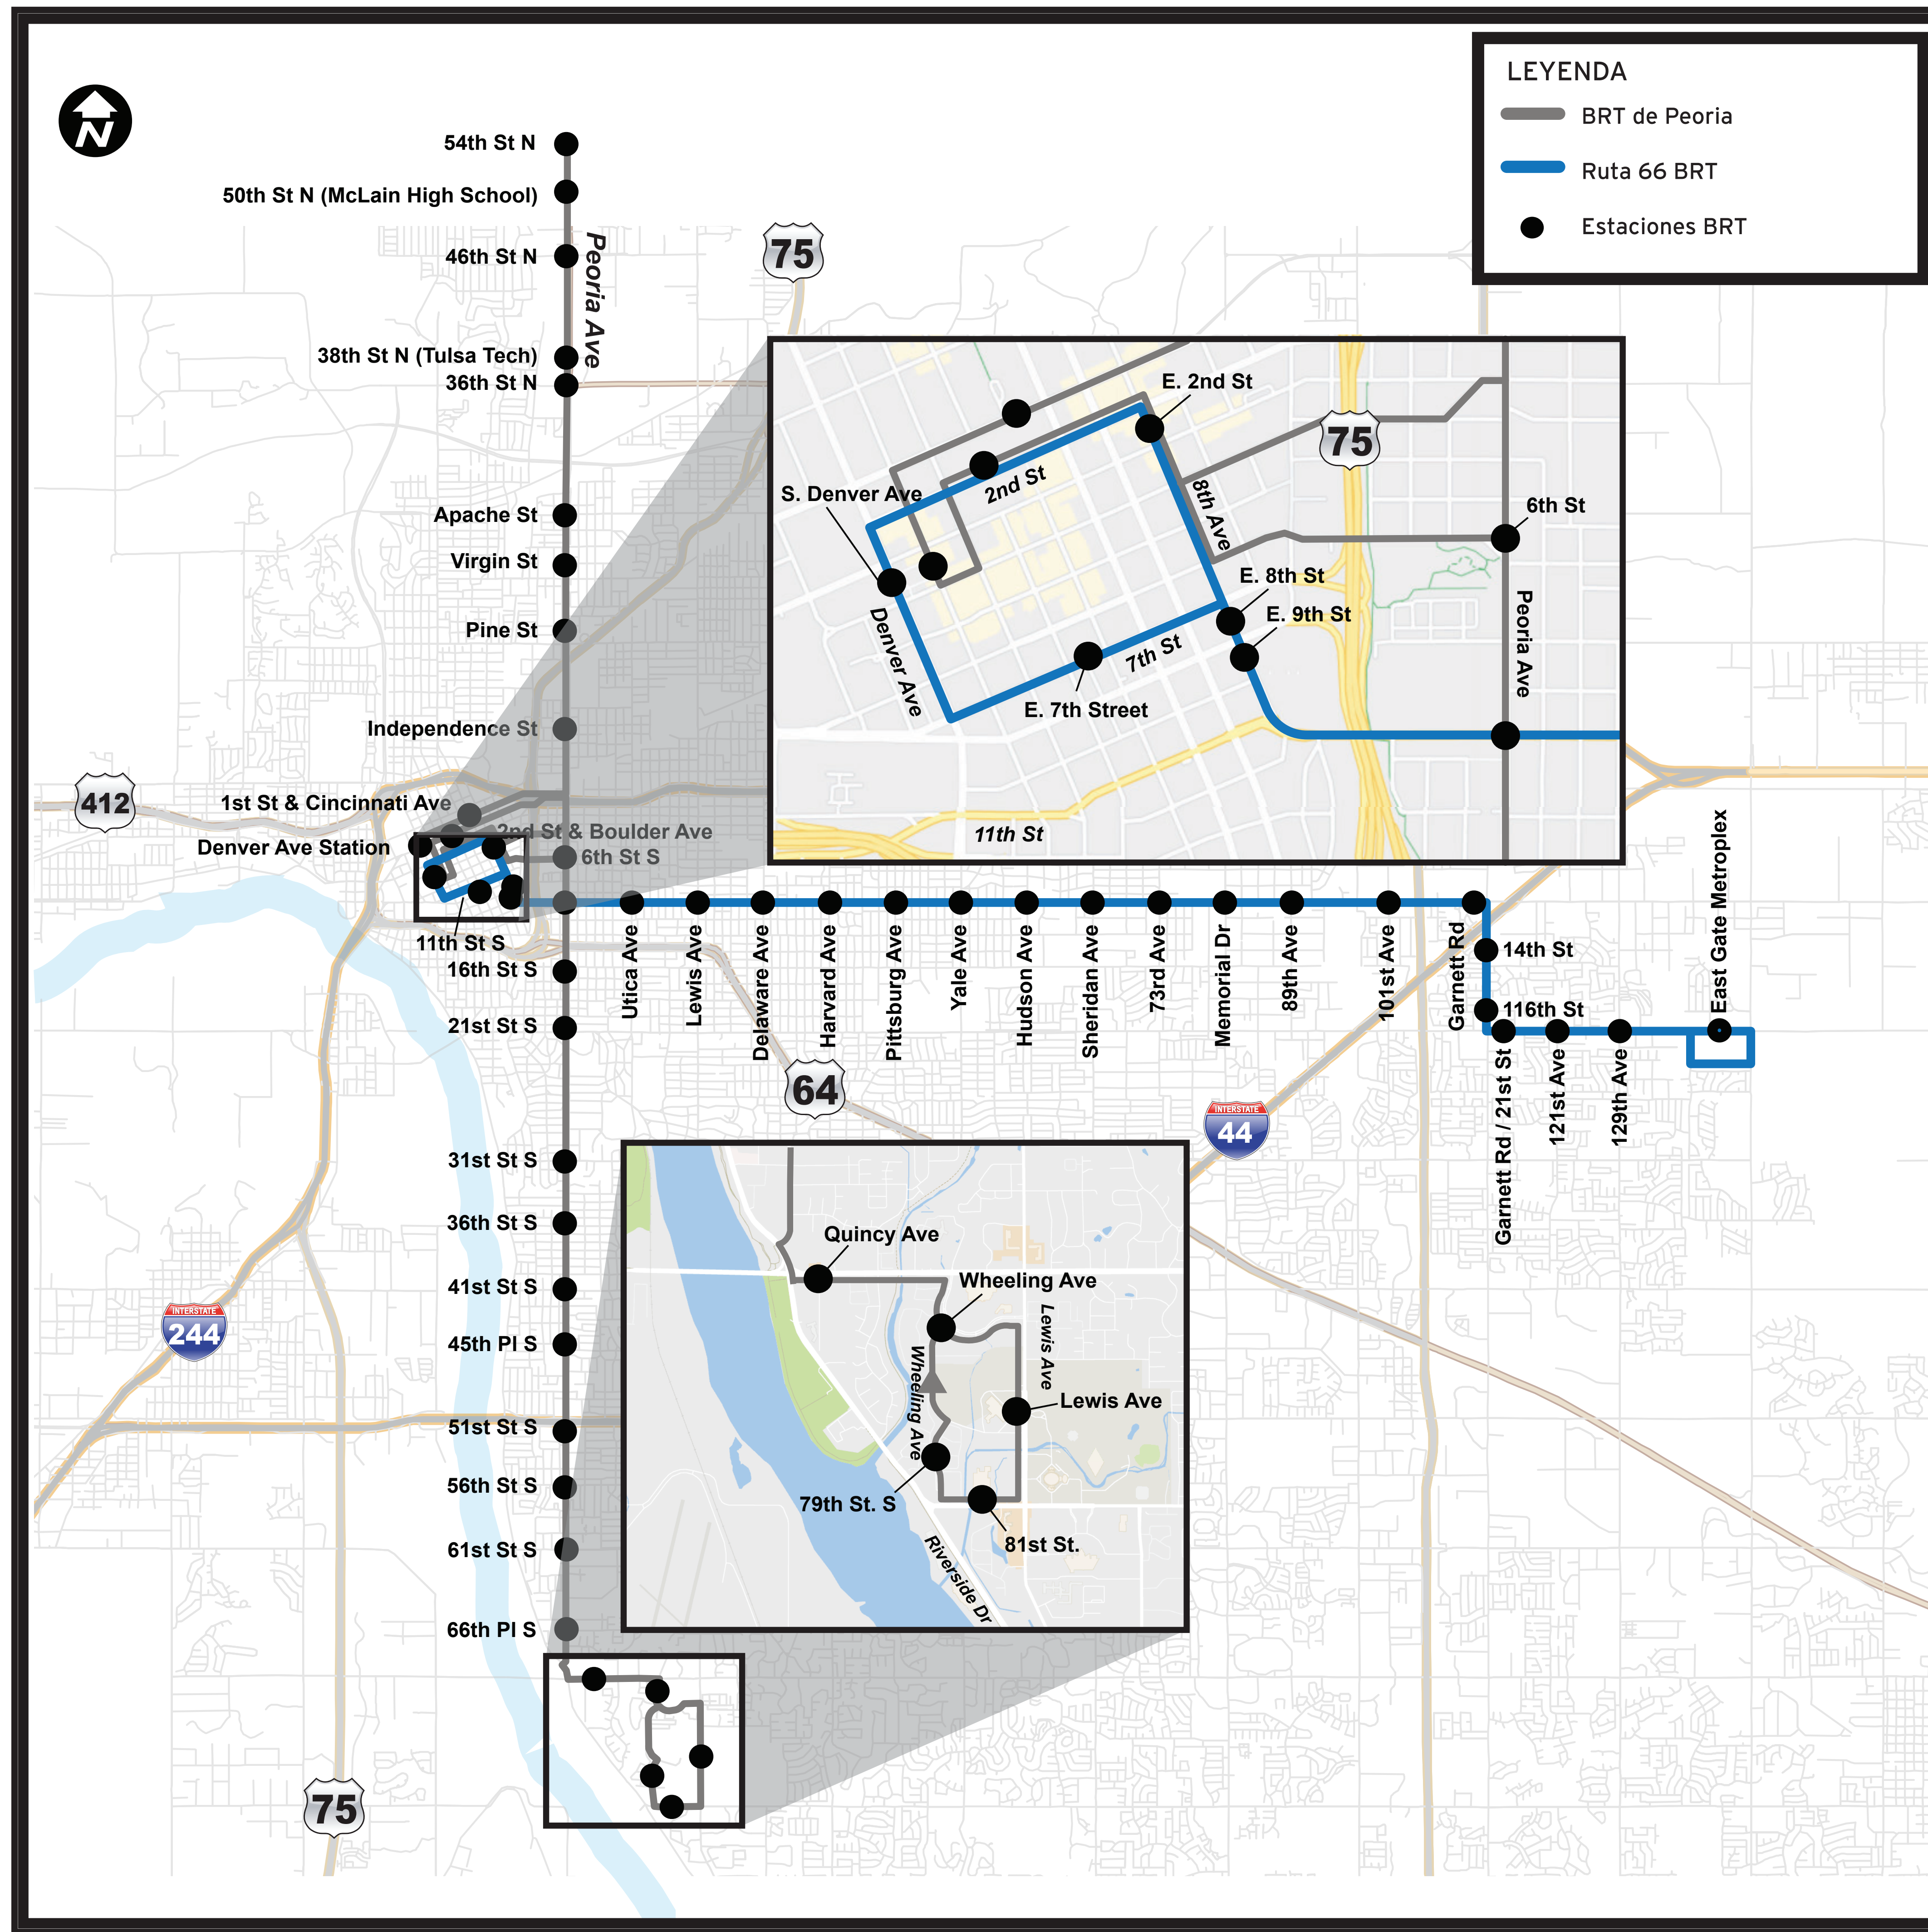 LEYENDA
BRT de Peoria
Ruta 66 BRT
Estaciones BRT
N
54th St N
50th St N (McLain High School)
46th St N
Peoria Ave
38th St N (Tulsa Tech)
36th St N
Apache St
Virgin St
Pine St
Independence St
1st St & Cincinnati Ave
2nd St & Boulder Ave
Denver Ave Station
6th St S
11th St S
16th St S
21st St S
31st St S
36th St S
41st St S
45th Pl S
51st St S
56th St S
61st St S
66th Pl S
75
412
64
INTERSTATE
44
INTERSTATE
244
75
E. 2nd St
75
S. Denver Ave
2nd St
8th Ave
6th St
E. 8th St
E. 9th St
Denver Ave
7th St
Peoria Ave
E. 7th Street
11th St
Utica Ave
Lewis Ave
Delaware Ave
Harvard Ave
Pittsburg Ave
Yale Ave
Hudson Ave
Sheridan Ave
73rd Ave
Memorial Dr
89th Ave
101st Ave
Garnett Rd
14th St
116th St
Garnett Rd / 21st St
121st Ave
129th Ave
East Gate Metroplex
Quincy Ave
Wheeling Ave
Lewis Ave
Wheeling Ave
Lewis Ave
79th St. S
81st St.
Riverside Dr